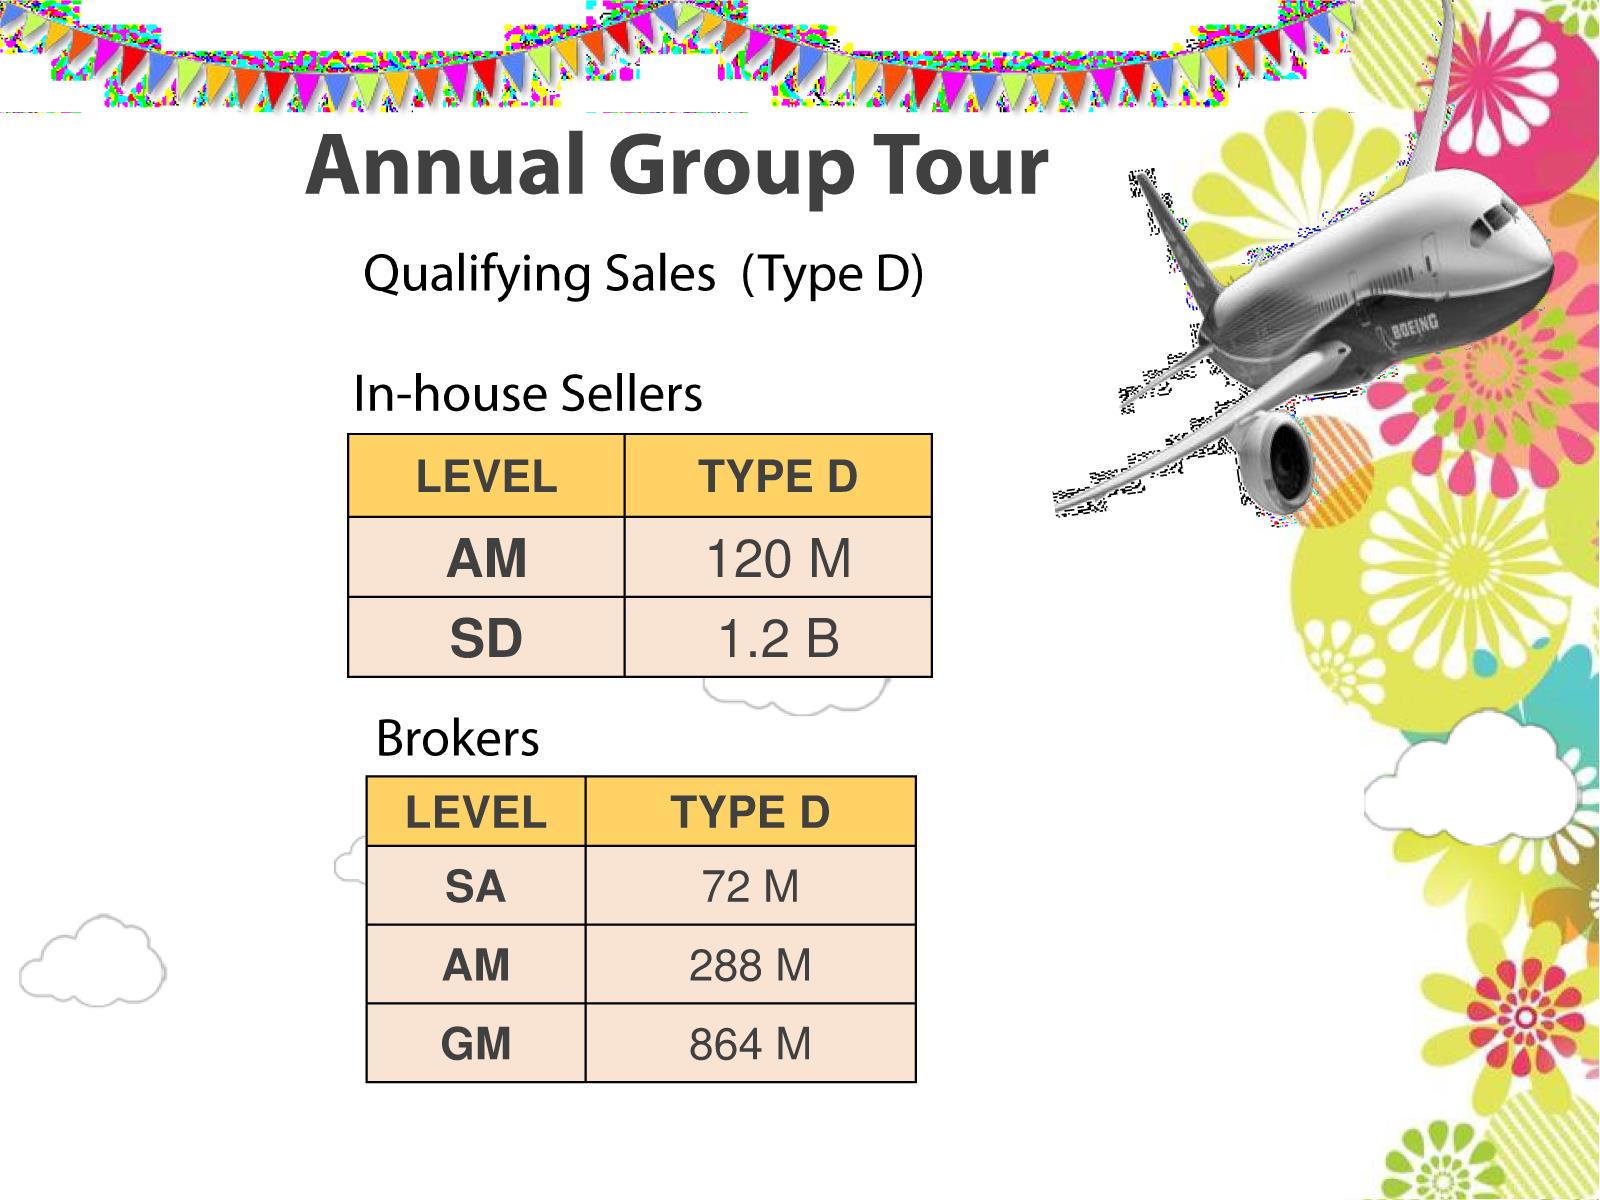 Annual Group Tour
Qualifying Sales (Type D)
In-house Sellers
LEVEL TYPE D
AM 120 M
SD 1.2 B
Brokers
LEVEL TYPE D
SA 72 M
AM 288 M
GM 864 M
BOEING